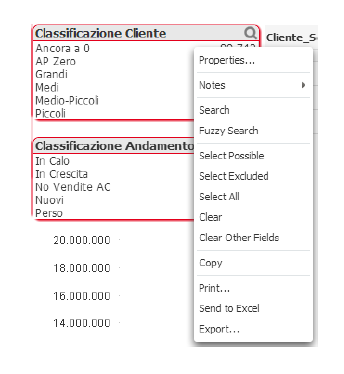 Classificazione Cliente
Cliente_S
Ancora a 0
AP Zero
Grandi
Medi
Medio-Piccoli
Piccoli
Classificazione Andamento
In Calo
In Crescita
No Vendite AC
Nuovi
Perso
20.000.000
18.000.000
16.000.000
14.000.000
Properties...
Notes
Search
Fuzzy Search
Select Possible
Select Excluded
Select All
Clear
Clear Other Fields
Copy
Print...
Send to Excel
Export...